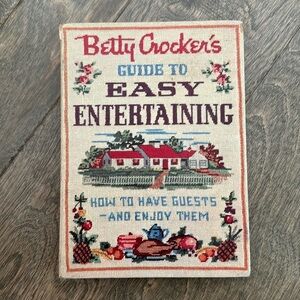 Betty Crocker's
GUIDE TO
EASY
ENTERTAINING
HOW TO HAVE GUESTS
-AND ENJOY THEM